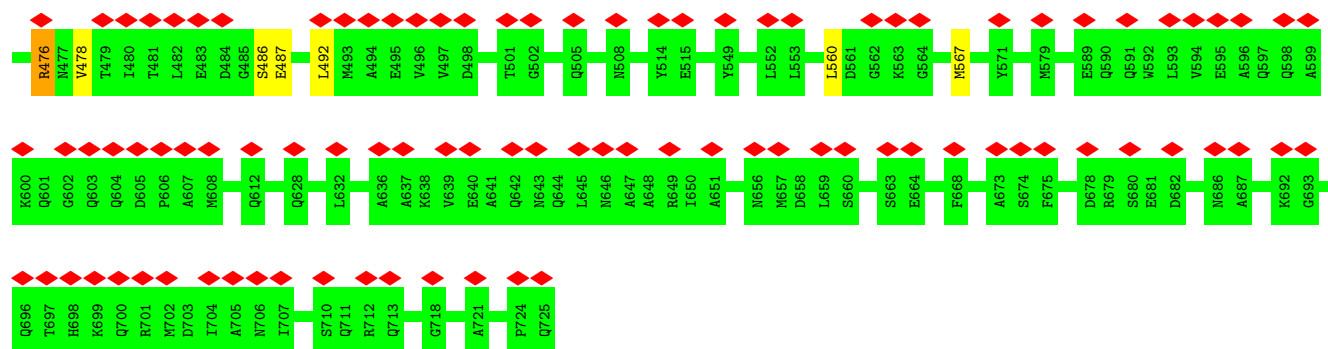 R476 N477 V478 T479 I480 T481 L482 E483 D484 G485 S486 E487 L492 M493 A494 E495 V496 V497 D498 T501 G502 Q505 N508 Y514 E515 Y549 L552 L553 L560 D561 G562 K563 G564 M567 Y571 M579 E589 Q590 Q591 W592 L593 V594 E595 A596 Q597 Q598 A599
K600 Q601 G602 Q603 Q604 D605 P606 A607 M608 Q612 Q628 L632 A636 A637 K638 V639 E640 A641 Q642 N643 Q644 L645 N646 A647 A648 R649 I650 A651 N656 M657 D658 L659 S660 S663 E664 F668 A673 S674 F675 D678 R679 S680 E681 D682 N686 A687 K692 G693
Q696 T697 H698 K699 Q700 R701 M702 D703 I704 A705 N706 I707 S710 Q711 R712 Q713 G718 A721 P724 Q725